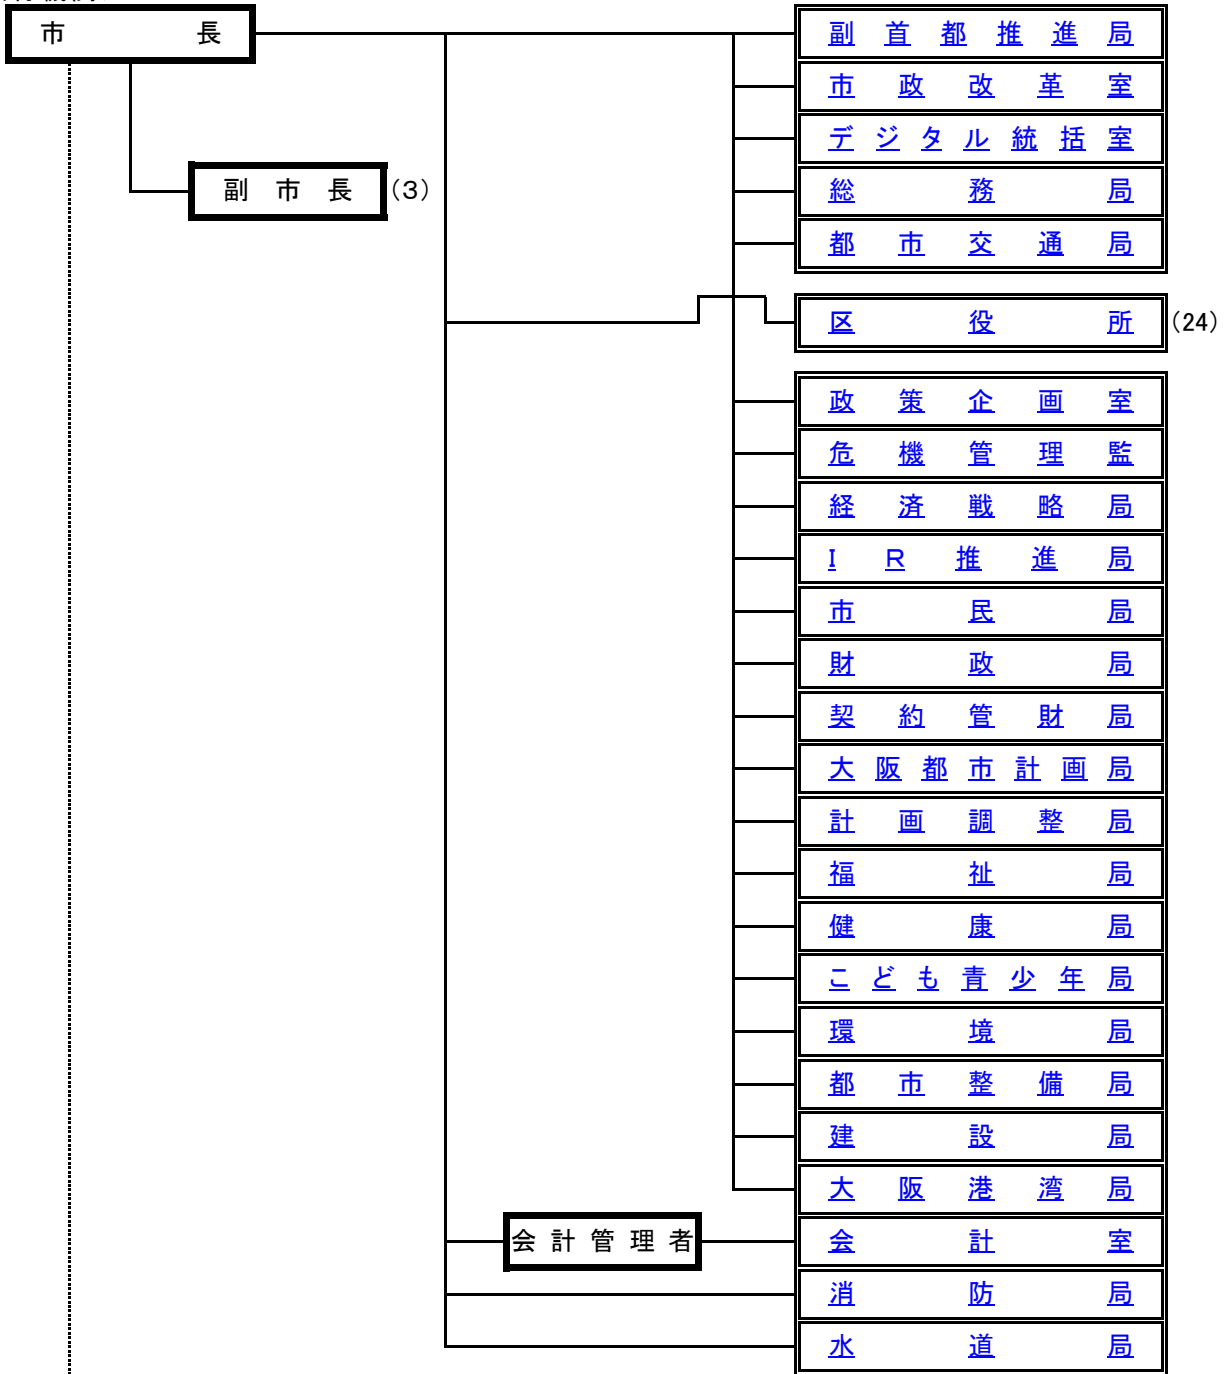 市長
副首都推進局
市政改革室
デジタル統括室
副市長 (3)
総務局
都市交通局
区役所 (24)
政策企画室
危機管理監
経済戦略局
IR推進局
市民局
財政局
契約管財局
大阪都市計画局
計画調整局
福祉局
健康局
こども青少年局
環境局
都市整備局
建設局
大阪港湾局
会計管理者
会計室
消防局
水道局